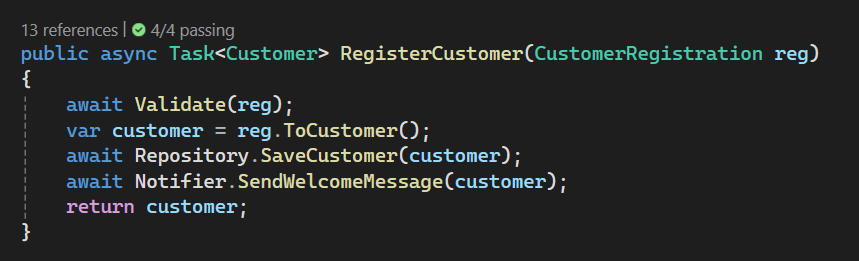 13 references | 4/4 passing
public async Task<Customer> RegisterCustomer(CustomerRegistration reg)
{
    await Validate(reg);
    var customer = reg.ToCustomer();
    await Repository.SaveCustomer(customer);
    await Notifier.SendWelcomeMessage(customer);
    return customer;
}